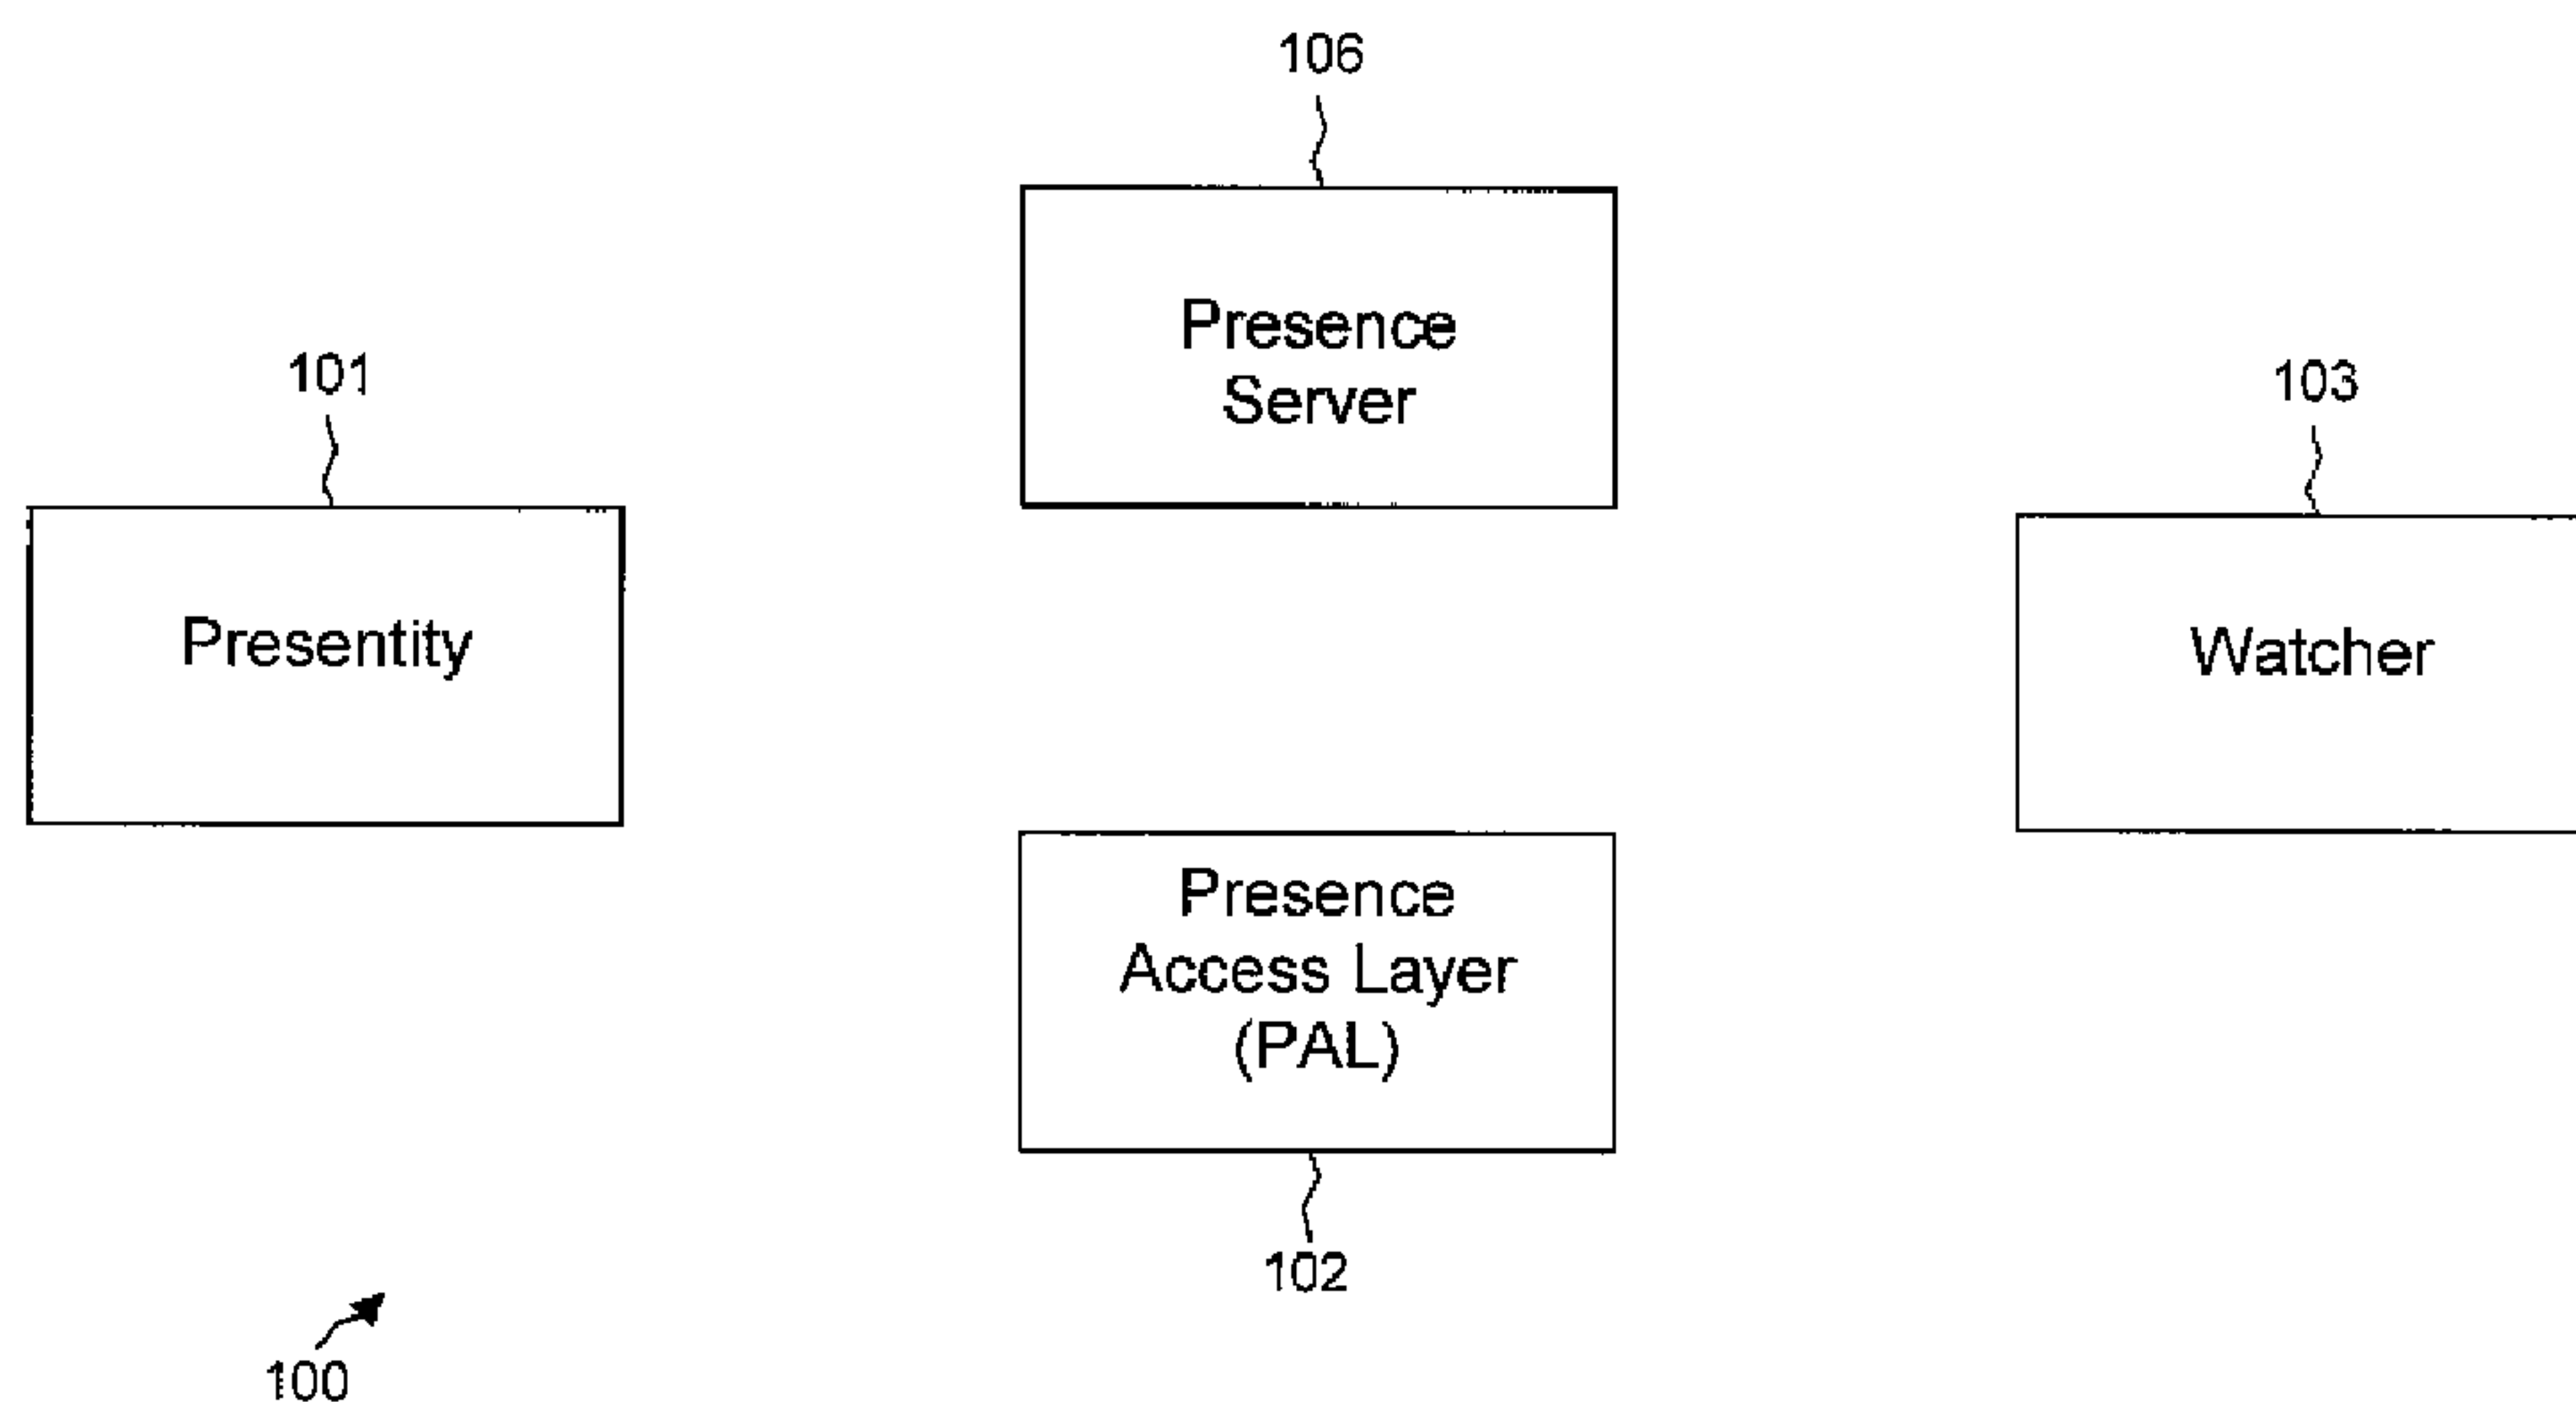 106
Presence
Server
101
Presentity
103
Watcher
Presence
Access Layer
(PAL)
102
100